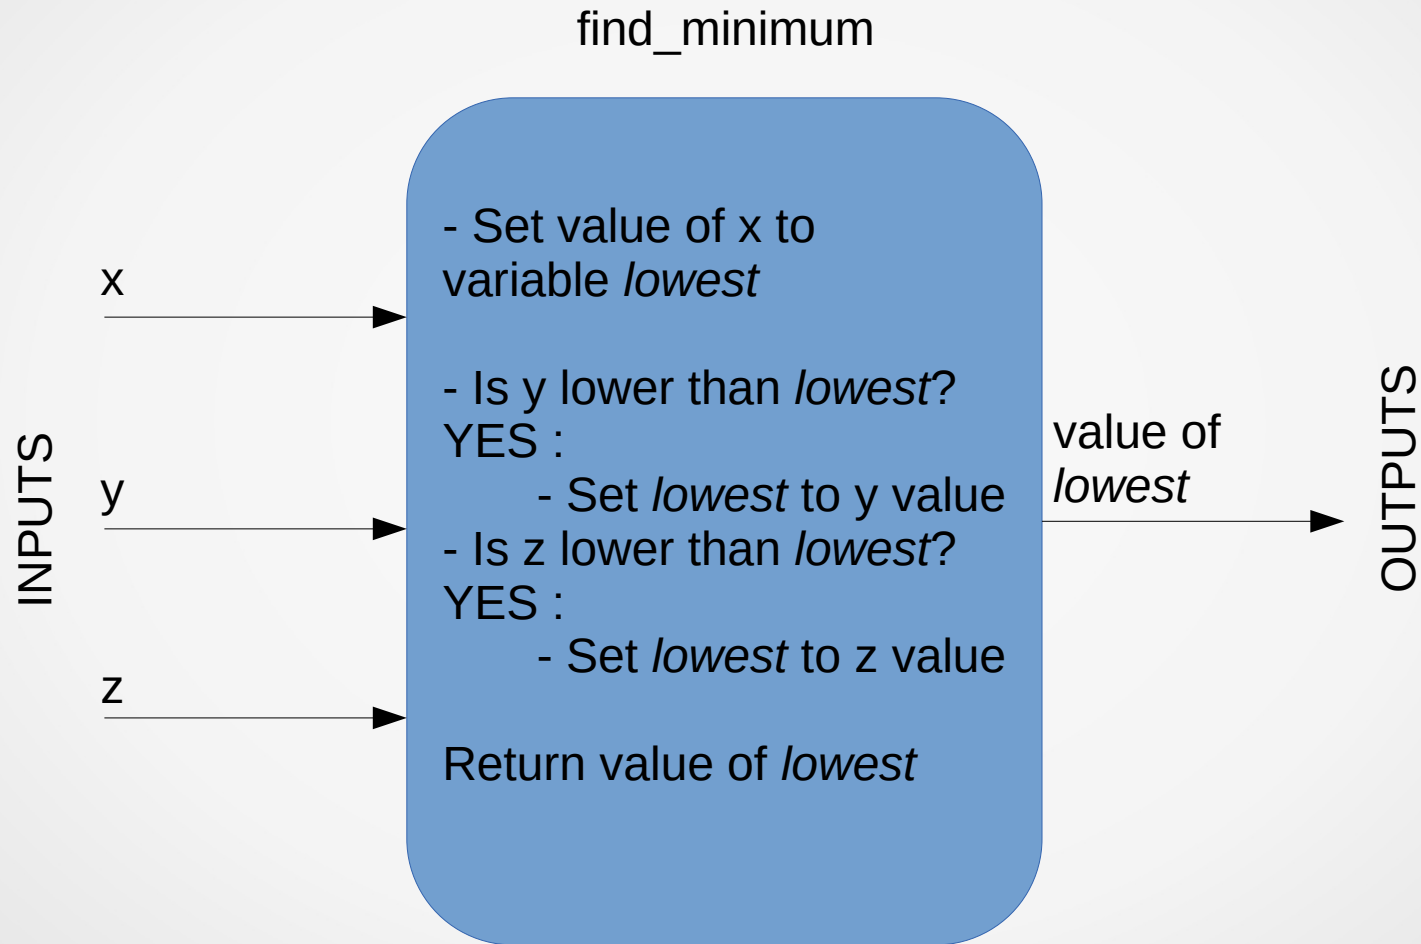 find_minimum
INPUTS
x
y
z
- Set value of x to
variable lowest
- Is y lower than lowest?
YES :
- Set lowest to y value
- Is z lower than lowest?
YES :
- Set lowest to z value
Return value of lowest
value of
lowest
OUTPUTS